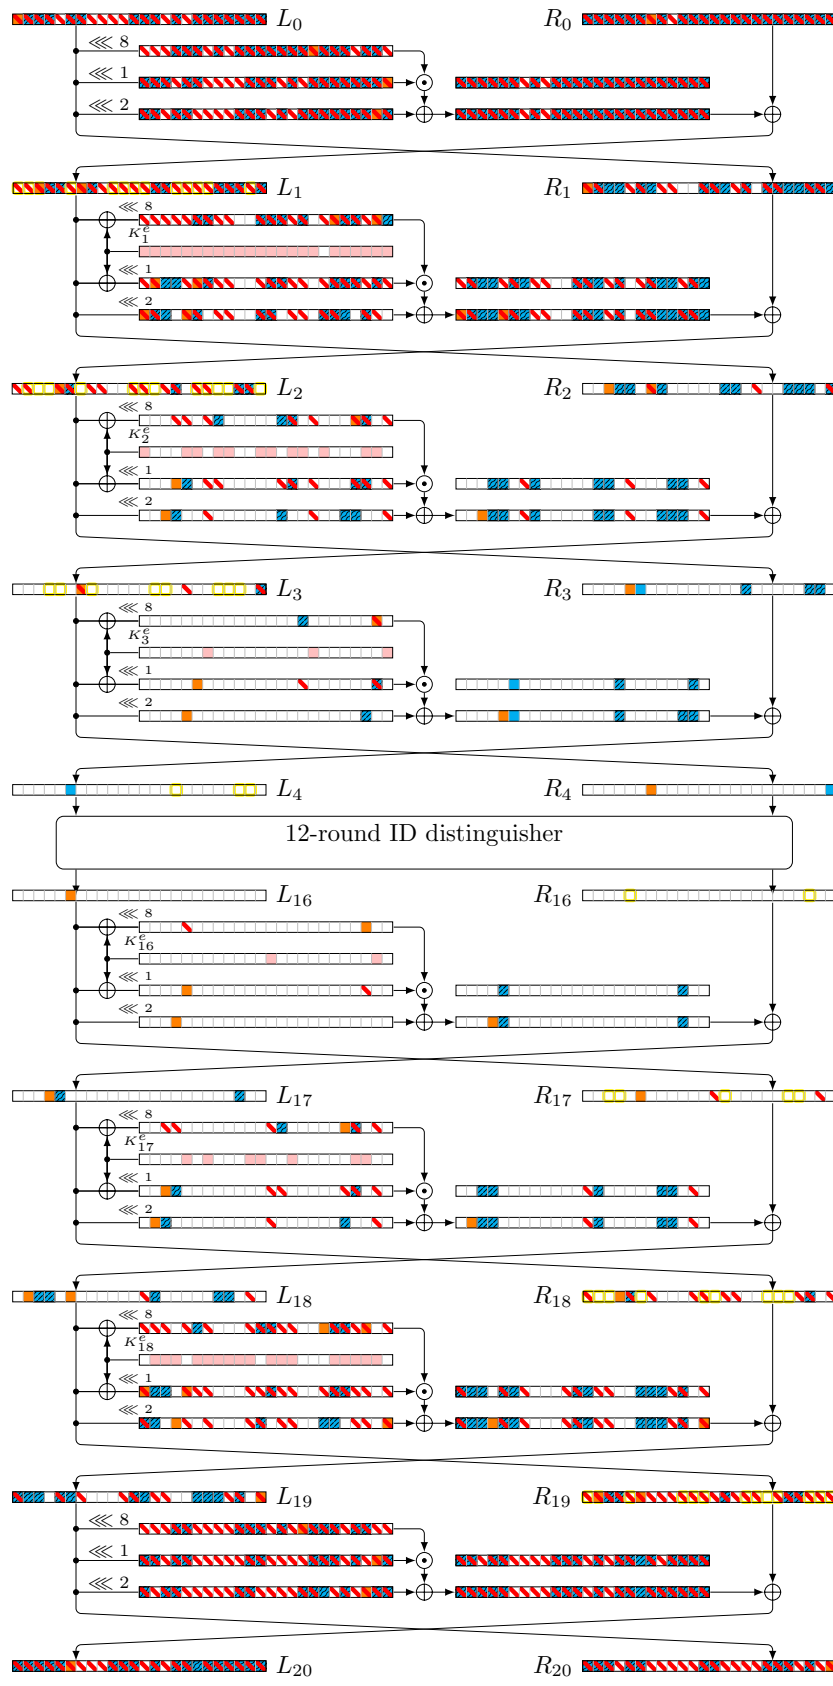 L₀ R₀
⋘ 8
⋘ 1
⋘ 2
L₁ R₁
⋘ 8
K₁ᵉ
⋘ 1
⋘ 2
L₂ R₂
⋘ 8
K₂ᵉ
⋘ 1
⋘ 2
L₃ R₃
⋘ 8
K₃ᵉ
⋘ 1
⋘ 2
L₄ R₄
12-round ID distinguisher
L₁₆ R₁₆
⋘ 8
K₁₆ᵉ
⋘ 1
⋘ 2
L₁₇ R₁₇
⋘ 8
K₁₇ᵉ
⋘ 1
⋘ 2
L₁₈ R₁₈
⋘ 8
K₁₈ᵉ
⋘ 1
⋘ 2
L₁₉ R₁₉
⋘ 8
⋘ 1
⋘ 2
L₂₀ R₂₀